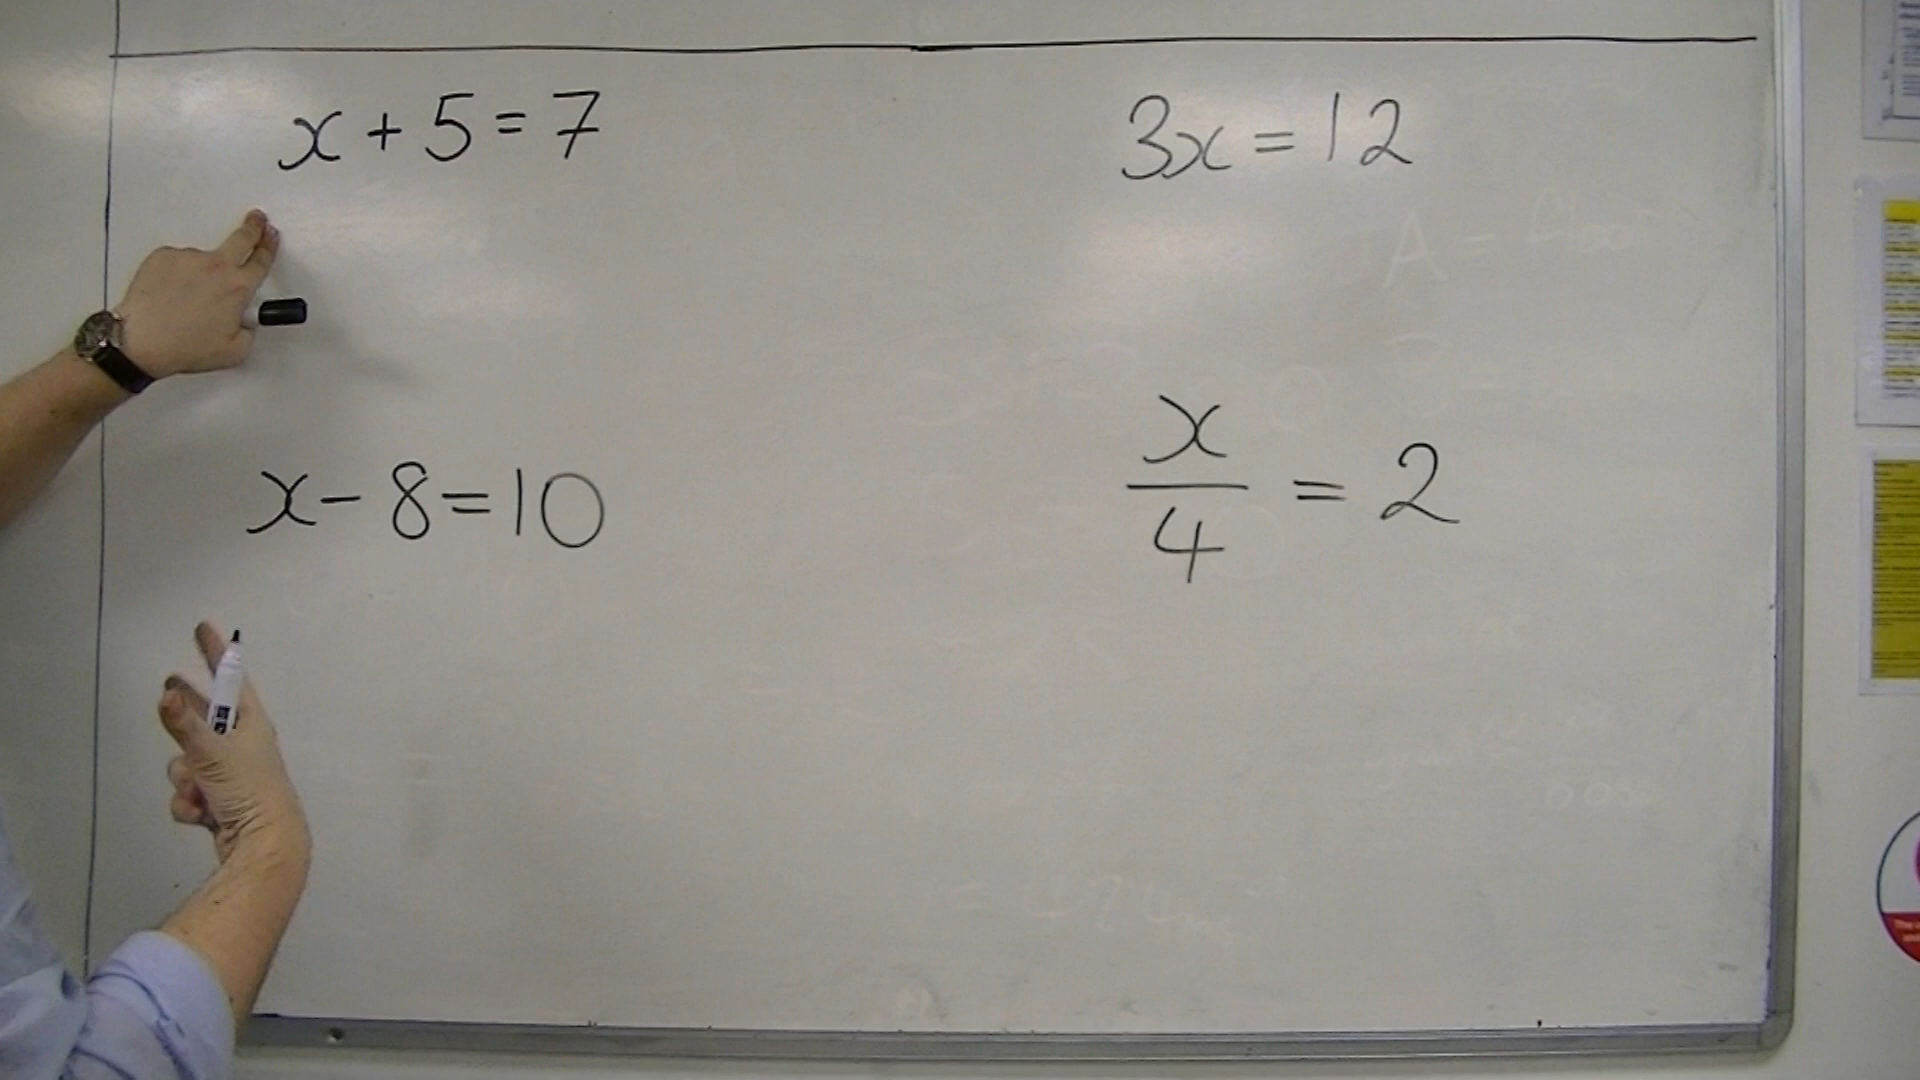 x + 5 = 7
3x = 12
x - 8 = 10
x/4 = 2